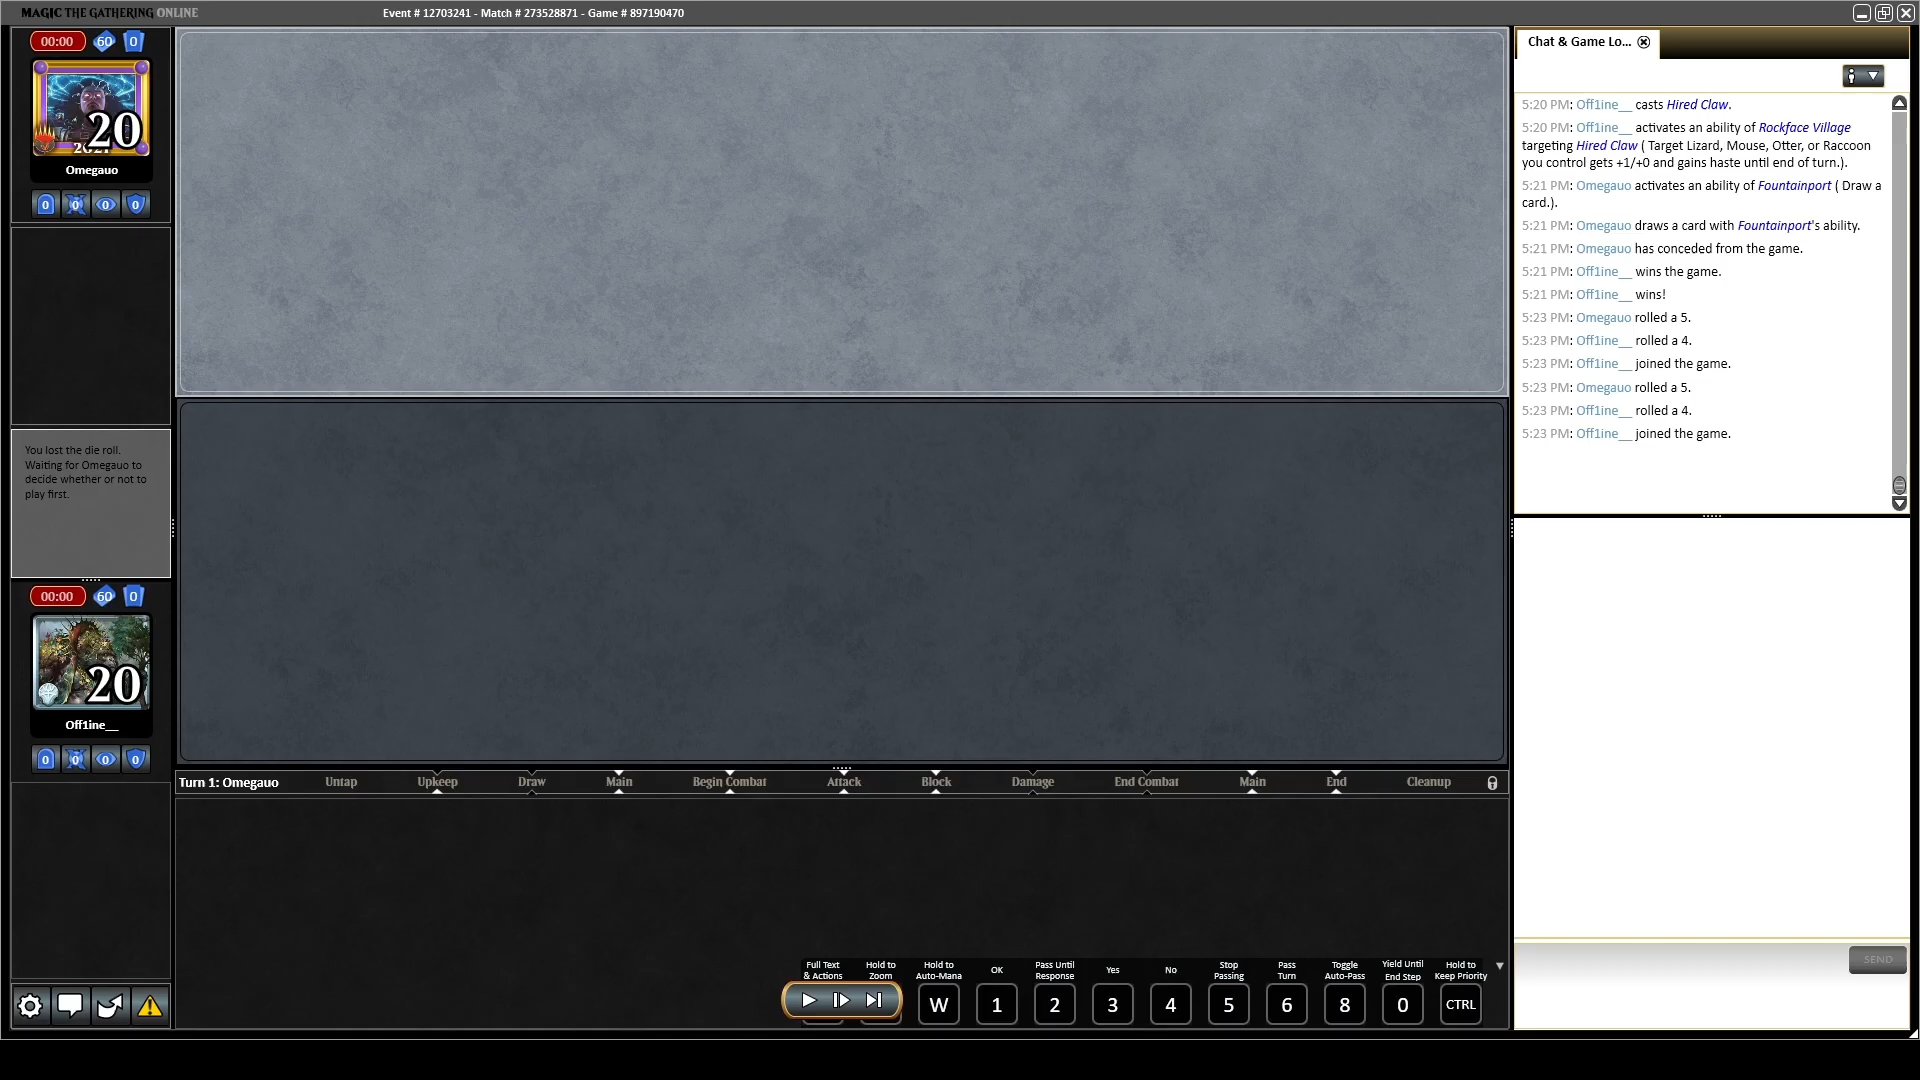 MAGIC THE GATHERING ONLINE
Event # 12703241 - Match # 273528871 - Game # 897190470
00:00 60 0
20
Omegauo
0 0 0 0
You lost the die roll.
Waiting for Omegauo to
decide whether or not to
play first.
00:00 60 0
20
Off1ine__
0 0 0 0
Turn 1: Omegauo Untap Upkeep Draw Main Begin Combat Attack Block Damage End Combat Main End Cleanup
Full Text
& Actions
Hold to
Zoom
Hold to
Auto-Mana
W
OK
1
Pass Until
Response
2
Yes
3
No
4
Stop
Passing
5
Pass
Turn
6
Toggle
Auto-Pass
8
Yield Until
End Step
0
Hold to
Keep Priority
CTRL
Chat & Game Lo...
5:20 PM: Off1ine__ casts Hired Claw.
5:20 PM: Off1ine__ activates an ability of Rockface Village
targeting Hired Claw ( Target Lizard, Mouse, Otter, or Raccoon
you control gets +1/+0 and gains haste until end of turn.).
5:21 PM: Omegauo activates an ability of Fountainport ( Draw a
card.).
5:21 PM: Omegauo draws a card with Fountainport's ability.
5:21 PM: Omegauo has conceded from the game.
5:21 PM: Off1ine__ wins the game.
5:21 PM: Off1ine__ wins!
5:23 PM: Omegauo rolled a 5.
5:23 PM: Off1ine__ rolled a 4.
5:23 PM: Off1ine__ joined the game.
5:23 PM: Omegauo rolled a 5.
5:23 PM: Off1ine__ rolled a 4.
5:23 PM: Off1ine__ joined the game.
SEND